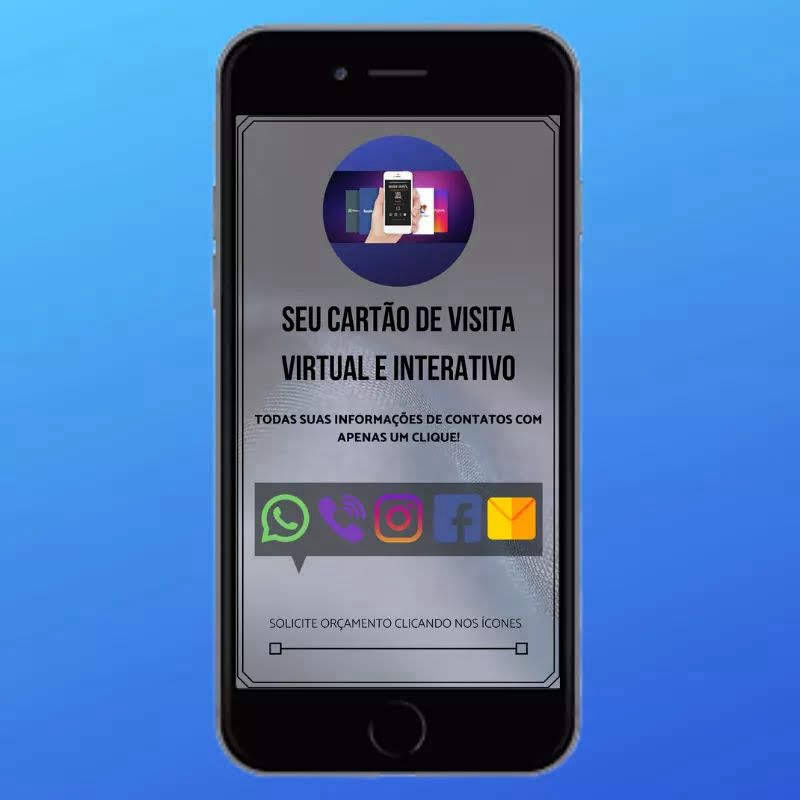 SEU CARTÃO DE VISITA
VIRTUAL E INTERATIVO
TODAS SUAS INFORMAÇÕES DE CONTATOS COM
APENAS UM CLIQUE!
SOLICITE ORÇAMENTO CLICANDO NOS ÍCONES